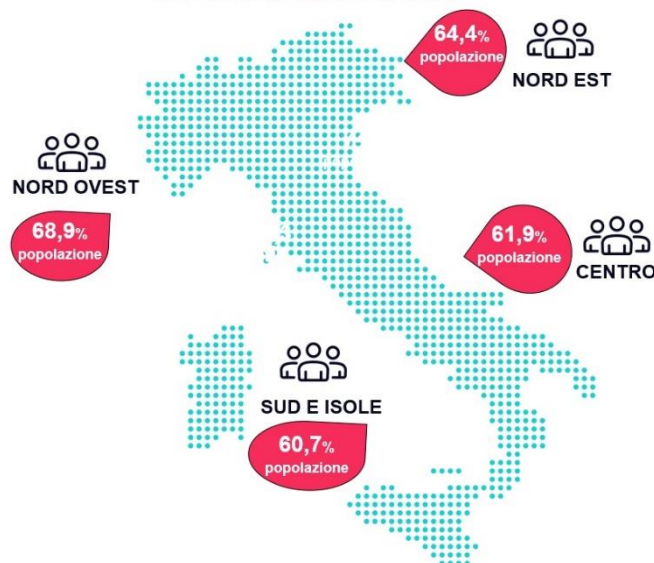 64,4%
popolazione
NORD EST
NORD OVEST
68,9%
popolazione
61,9%
popolazione
CENTRO
SUD E ISOLE
60,7%
popolazione